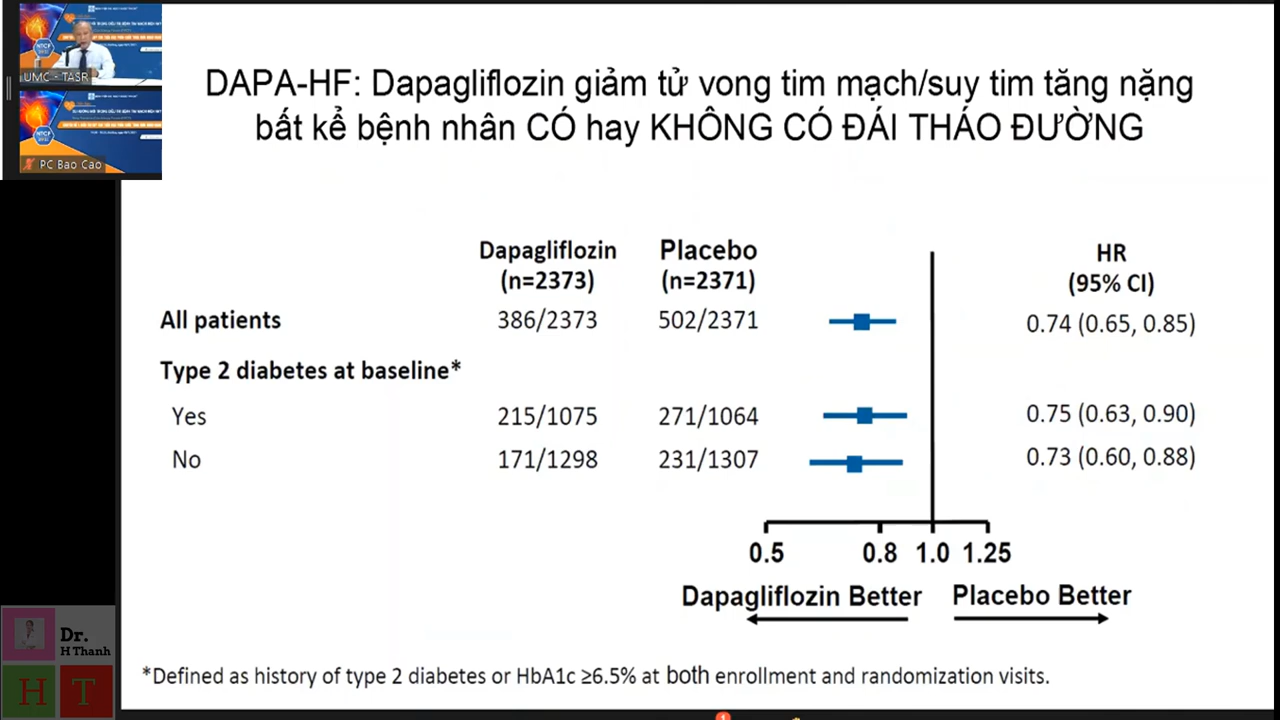 UMC - TASR
PC Bao Cao
DAPA-HF: Dapagliflozin giảm tử vong tim mạch/suy tim tăng nặng
bất kể bệnh nhân CÓ hay KHÔNG CÓ ĐÁI THÁO ĐƯỜNG
Dapagliflozin Placebo HR
(n=2373) (n=2371) (95% CI)
All patients 386/2373 502/2371 0.74 (0.65, 0.85)
Type 2 diabetes at baseline*
Yes 215/1075 271/1064 0.75 (0.63, 0.90)
No 171/1298 231/1307 0.73 (0.60, 0.88)
0.5 0.8 1.0 1.25
Dapagliflozin Better Placebo Better
*Defined as history of type 2 diabetes or HbA1c ≥6.5% at both enrollment and randomization visits.
Dr.
H Thanh
H T